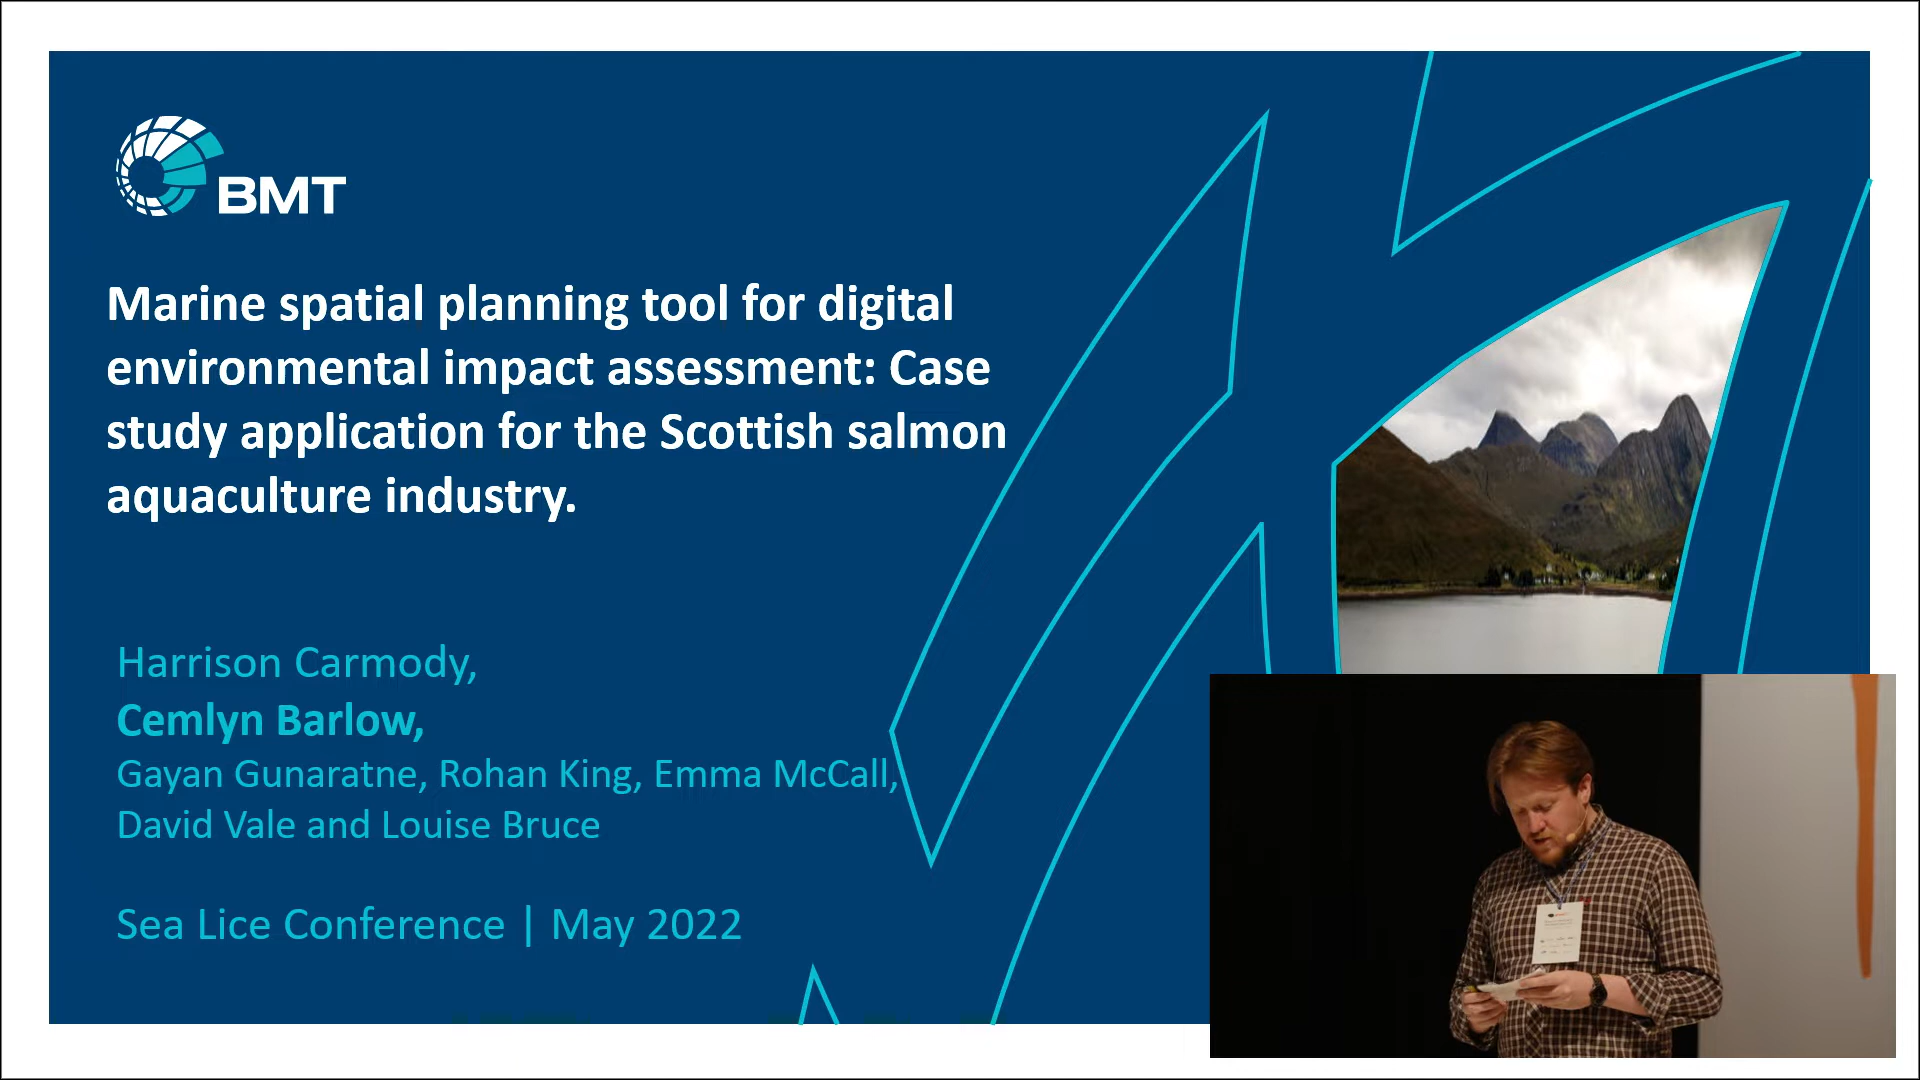 BMT
Marine spatial planning tool for digital
environmental impact assessment: Case
study application for the Scottish salmon
aquaculture industry.
Harrison Carmody,
Cemlyn Barlow,
Gayan Gunaratne, Rohan King, Emma McCall,
David Vale and Louise Bruce
Sea Lice Conference | May 2022